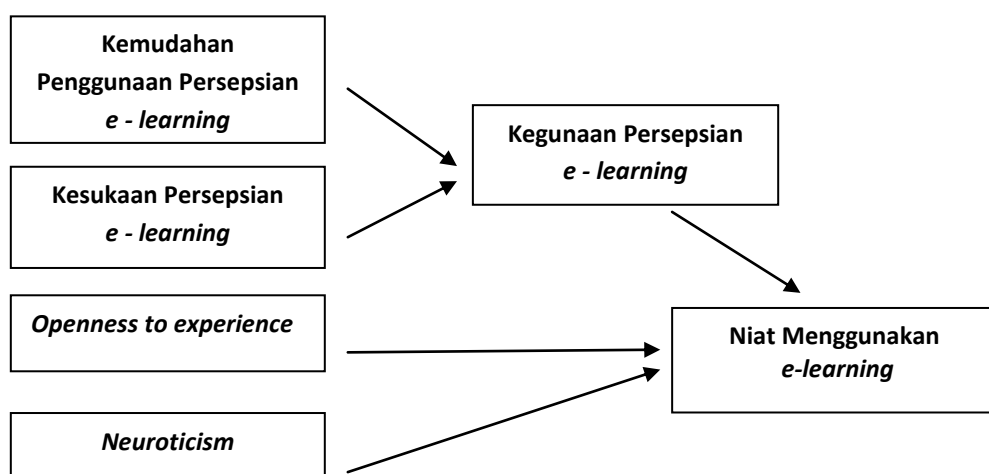 Kemudahan
Penggunaan Persepsian
e - learning
Kesukaan Persepsian
e - learning
Openness to experience
Neuroticism
Kegunaan Persepsian
e - learning
Niat Menggunakan
e-learning